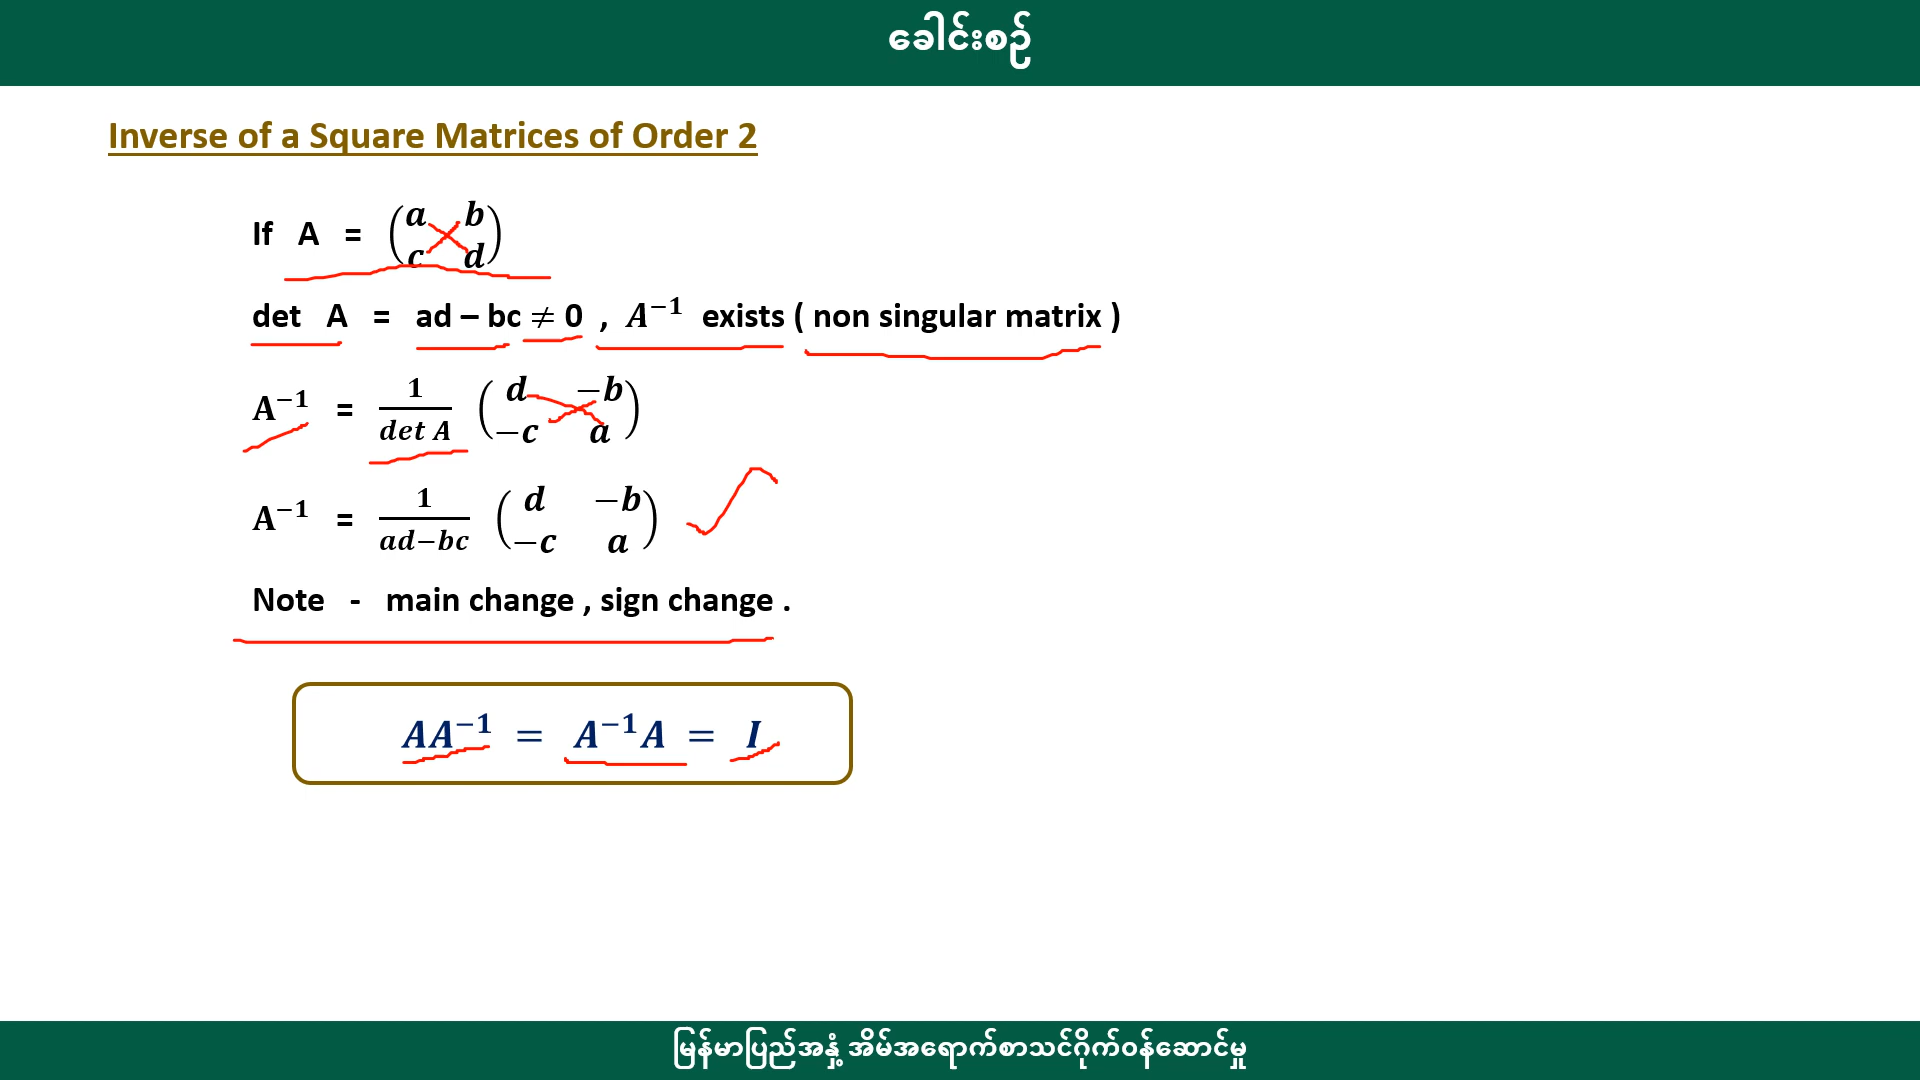 ခေါင်းစဉ်
Inverse of a Square Matrices of Order 2
If A = (a b
c d)
det A = ad – bc ≠ 0 , A⁻¹ exists ( non singular matrix )
A⁻¹ = 1/det A (d −b
−c a)
A⁻¹ = 1/ad−bc (d −b
−c a)
Note - main change , sign change .
AA⁻¹ = A⁻¹A = I
မြန်မာပြည်အနှံ့ အိမ်အရောက်စာသင်ဂိုက်ဝန်ဆောင်မှု